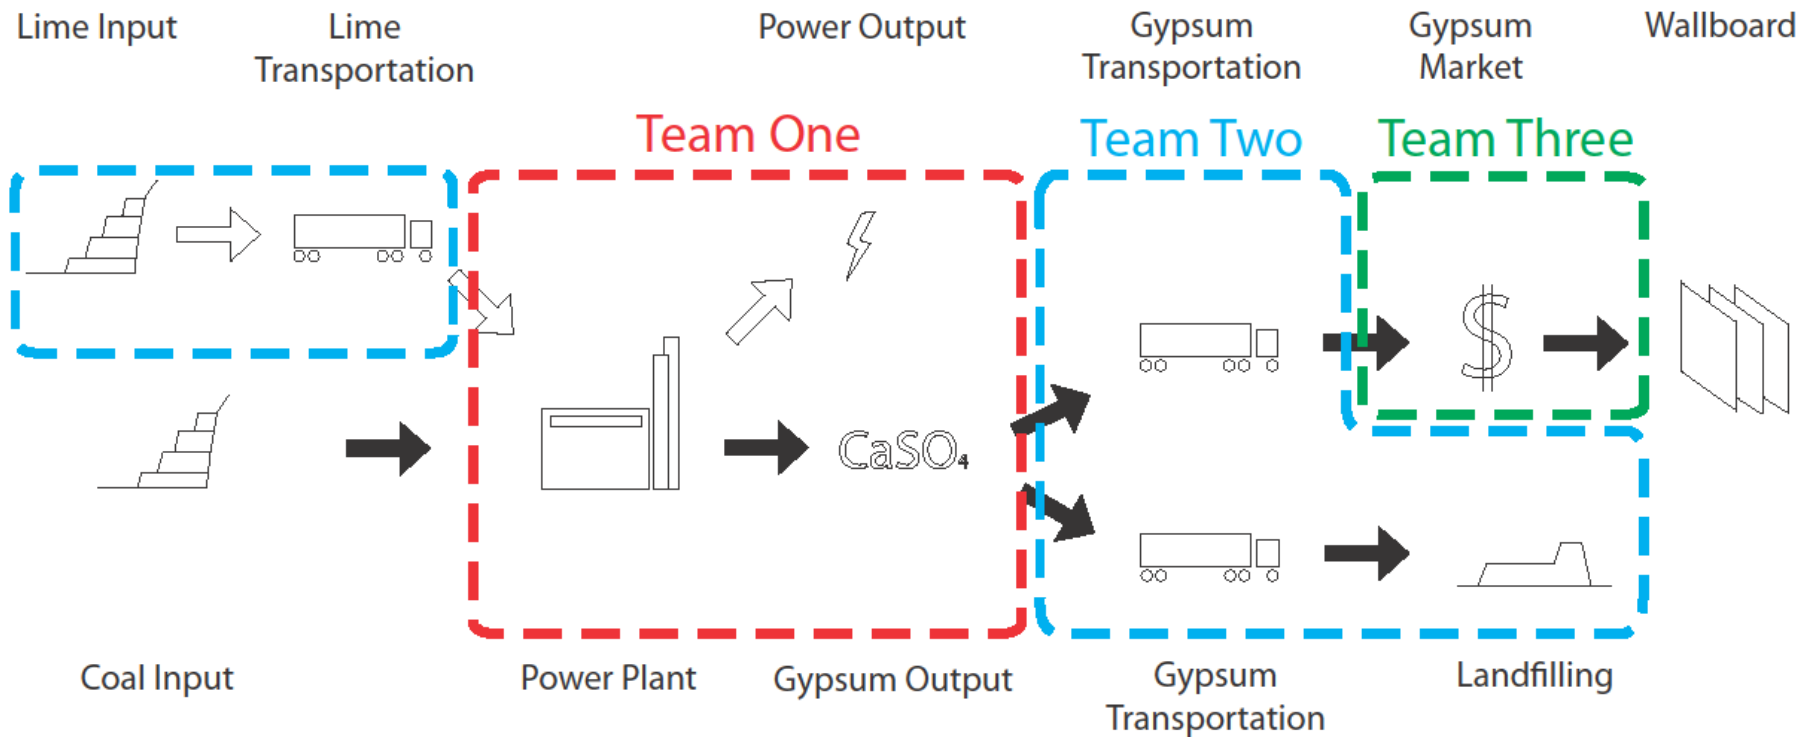 Lime Input
Lime
Transportation
Power Output
Gypsum
Transportation
Gypsum
Market
Wallboard
Team One
Team Two
Team Three
$
CaSO₄
Coal Input
Power Plant
Gypsum Output
Gypsum
Transportation
Landfilling